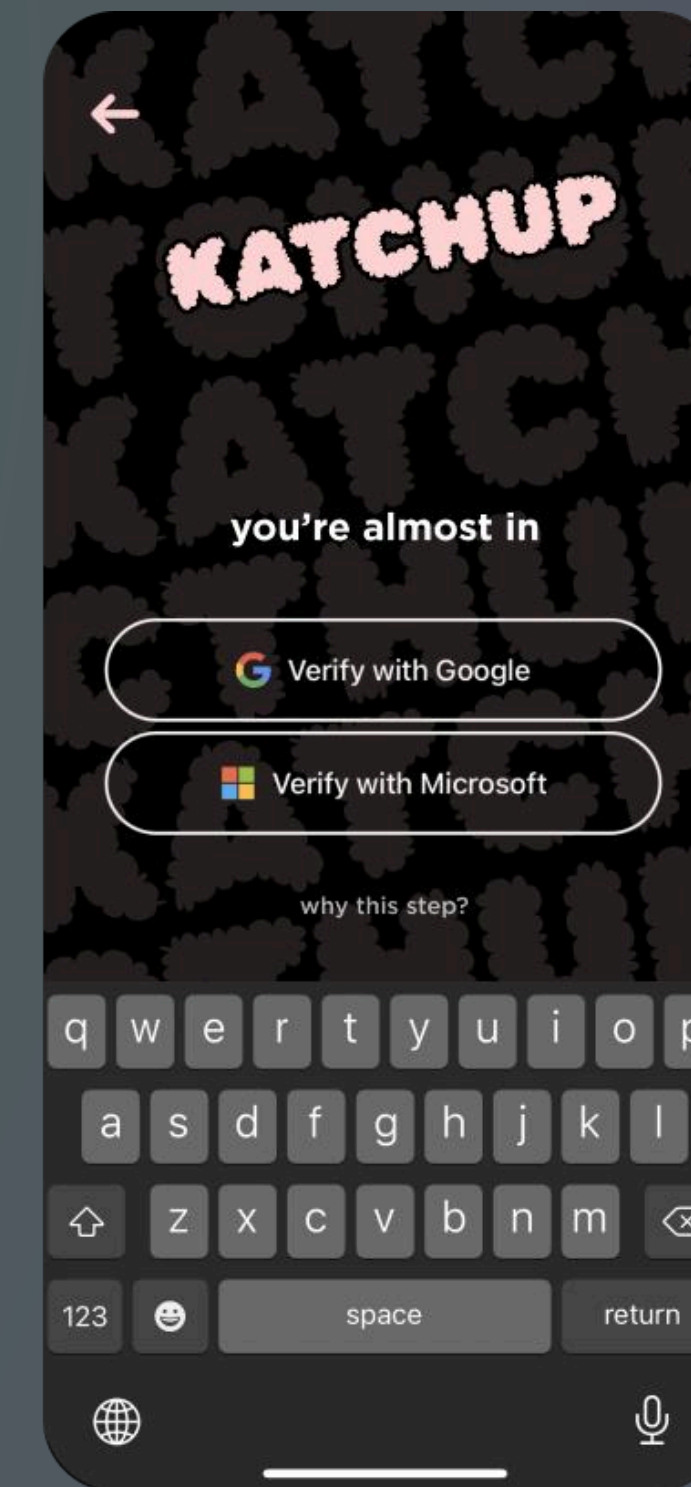 KATCHUP
you’re almost in
Verify with Google
Verify with Microsoft
why this step?
q w e r t y u i o p
a s d f g h j k l
z x c v b n m
123 space return